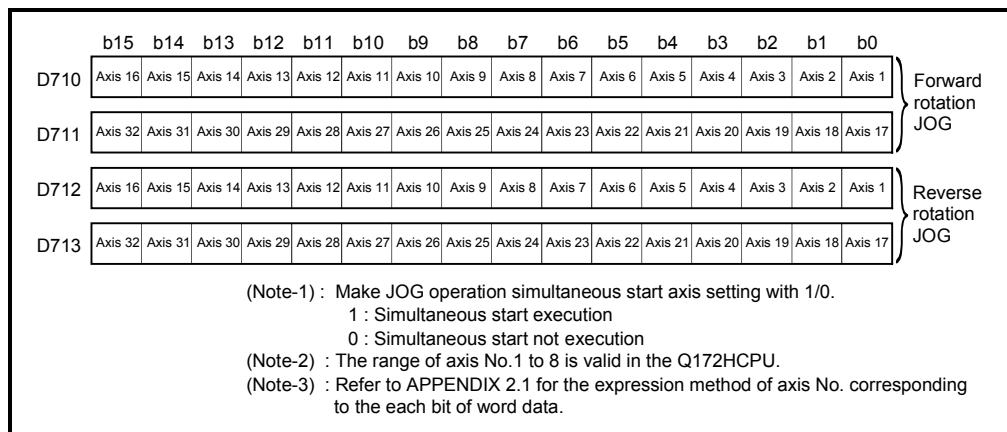 b15 b14 b13 b12 b11 b10 b9 b8 b7 b6 b5 b4 b3 b2 b1 b0
D710 Axis 16 Axis 15 Axis 14 Axis 13 Axis 12 Axis 11 Axis 10 Axis 9 Axis 8 Axis 7 Axis 6 Axis 5 Axis 4 Axis 3 Axis 2 Axis 1
Forward
rotation
JOG
D711 Axis 32 Axis 31 Axis 30 Axis 29 Axis 28 Axis 27 Axis 26 Axis 25 Axis 24 Axis 23 Axis 22 Axis 21 Axis 20 Axis 19 Axis 18 Axis 17
D712 Axis 16 Axis 15 Axis 14 Axis 13 Axis 12 Axis 11 Axis 10 Axis 9 Axis 8 Axis 7 Axis 6 Axis 5 Axis 4 Axis 3 Axis 2 Axis 1
Reverse
rotation
JOG
D713 Axis 32 Axis 31 Axis 30 Axis 29 Axis 28 Axis 27 Axis 26 Axis 25 Axis 24 Axis 23 Axis 22 Axis 21 Axis 20 Axis 19 Axis 18 Axis 17
(Note-1) : Make JOG operation simultaneous start axis setting with 1/0.
1 : Simultaneous start execution
0 : Simultaneous start not execution
(Note-2) : The range of axis No.1 to 8 is valid in the Q172HCPU.
(Note-3) : Refer to APPENDIX 2.1 for the expression method of axis No. corresponding
to the each bit of word data.